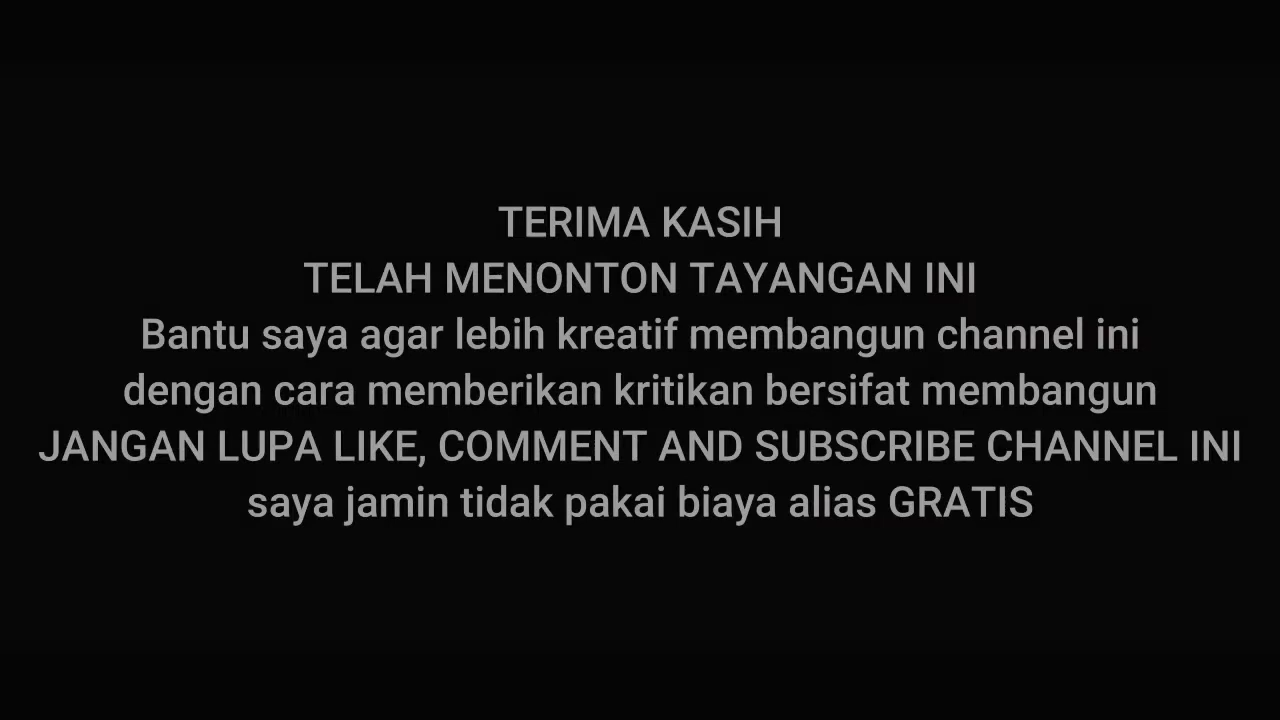 TERIMA KASIH
TELAH MENONTON TAYANGAN INI
Bantu saya agar lebih kreatif membangun channel ini
dengan cara memberikan kritikan bersifat membangun
JANGAN LUPA LIKE, COMMENT AND SUBSCRIBE CHANNEL INI
saya jamin tidak pakai biaya alias GRATIS